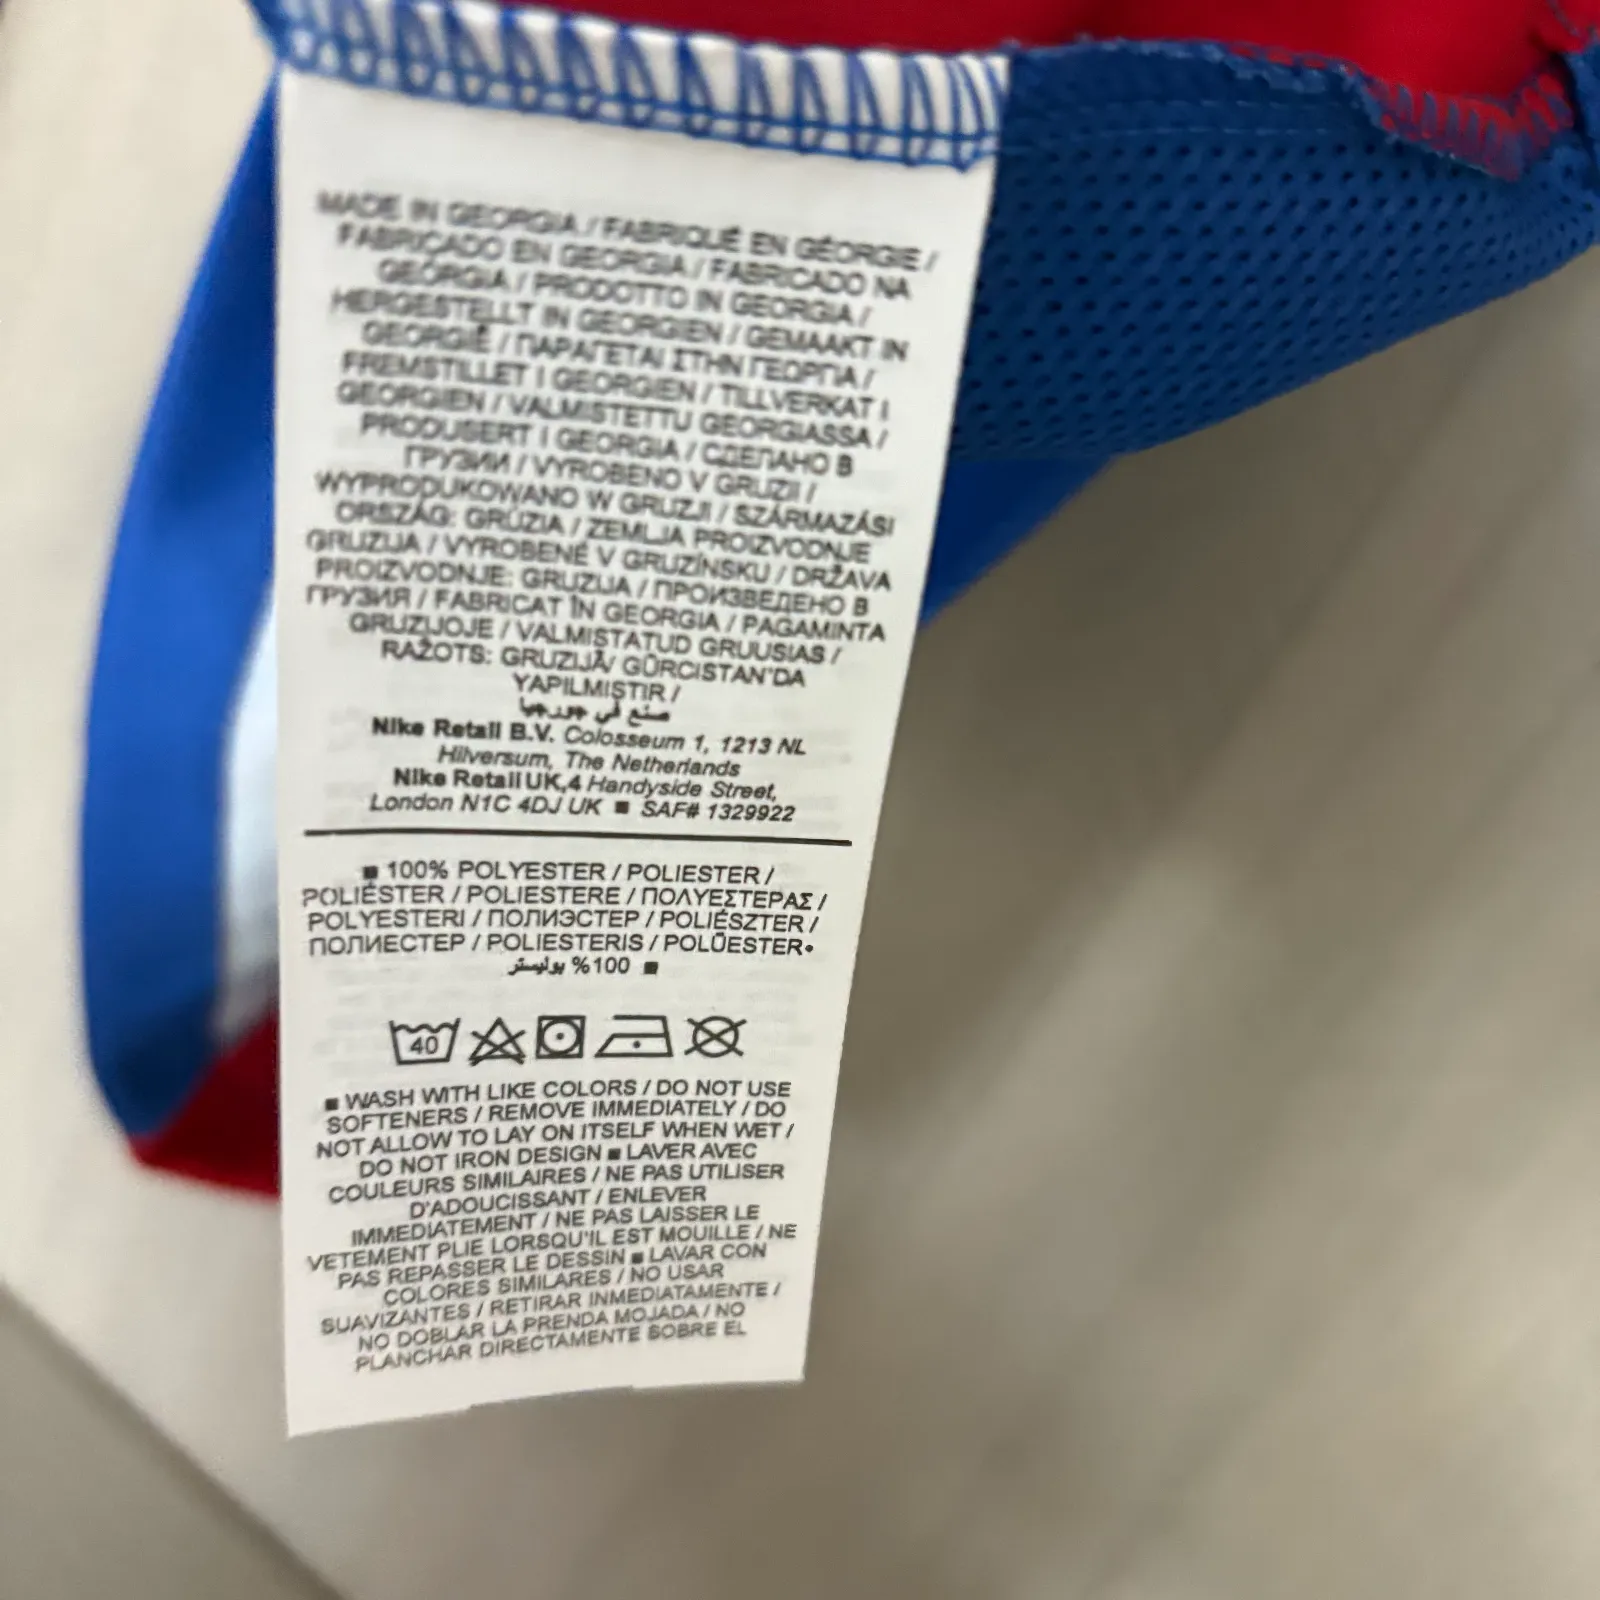 MADE IN GEORGIA / FABRIQUÉ EN GÉORGIE /
FABRICADO EN GEORGIA / FABRICADO NA
GEÓRGIA / PRODOTTO IN GEORGIA /
HERGESTELLT IN GEORGIEN / GEMAAKT IN
GEORGIË / ΠΑΡΑΓΕΤΑΙ ΣΤΗΝ ΓΕΩΡΓΙΑ /
FREMSTILLET I GEORGIEN / TILLVERKAT I
GEORGIEN / VALMISTETTU GEORGIASSA /
PRODUSERT I GEORGIA / СДЕЛАНО В
ГРУЗИИ / VYROBENO V GRUZII /
WYPRODUKOWANO W GRUZJI / SZÁRMAZÁSI
ORSZÁG: GRÚZIA / ZEMLJA PROIZVODNJE
GRUZIJA / VYROBENÉ V GRUZÍNSKU / DRŽAVA
PROIZVODNJE: GRUZIJA / ПРОИЗВЕДЕНО В
ГРУЗИЯ / FABRICAT ÎN GEORGIA / PAGAMINTA
GRUZIJOJE / VALMISTATUD GRUUSIAS /
RAŽOTS: GRUZIJĀ/ GÜRCISTAN'DA
YAPILMIŞTIR /
صنع في جورجيا
Nike Retail B.V. Colosseum 1, 1213 NL
Hilversum, The Netherlands
Nike Retail UK,4 Handyside Street,
London N1C 4DJ UK ■ SAF# 1329922
■ 100% POLYESTER / POLIESTER /
POLIÉSTER / POLIESTERE / ΠΟΛΥΕΣΤΕΡΑΣ /
POLYESTERI / ПОЛИЭСТЕР / POLIÉSZTER /
ПОЛИЕСТЕР / POLIESTERIS / POLÜESTER•
■ 100% بوليستر
40
■ WASH WITH LIKE COLORS / DO NOT USE
SOFTENERS / REMOVE IMMEDIATELY / DO
NOT ALLOW TO LAY ON ITSELF WHEN WET /
DO NOT IRON DESIGN ■ LAVER AVEC
COULEURS SIMILAIRES / NE PAS UTILISER
D'ADOUCISSANT / ENLEVER
IMMEDIATEMENT / NE PAS LAISSER LE
VETEMENT PLIE LORSQU'IL EST MOUILLE / NE
PAS REPASSER LE DESSIN ■ LAVAR CON
COLORES SIMILARES / NO USAR
SUAVIZANTES / RETIRAR INMEDIATAMENTE /
NO DOBLAR LA PRENDA MOJADA / NO
PLANCHAR DIRECTAMENTE SOBRE EL